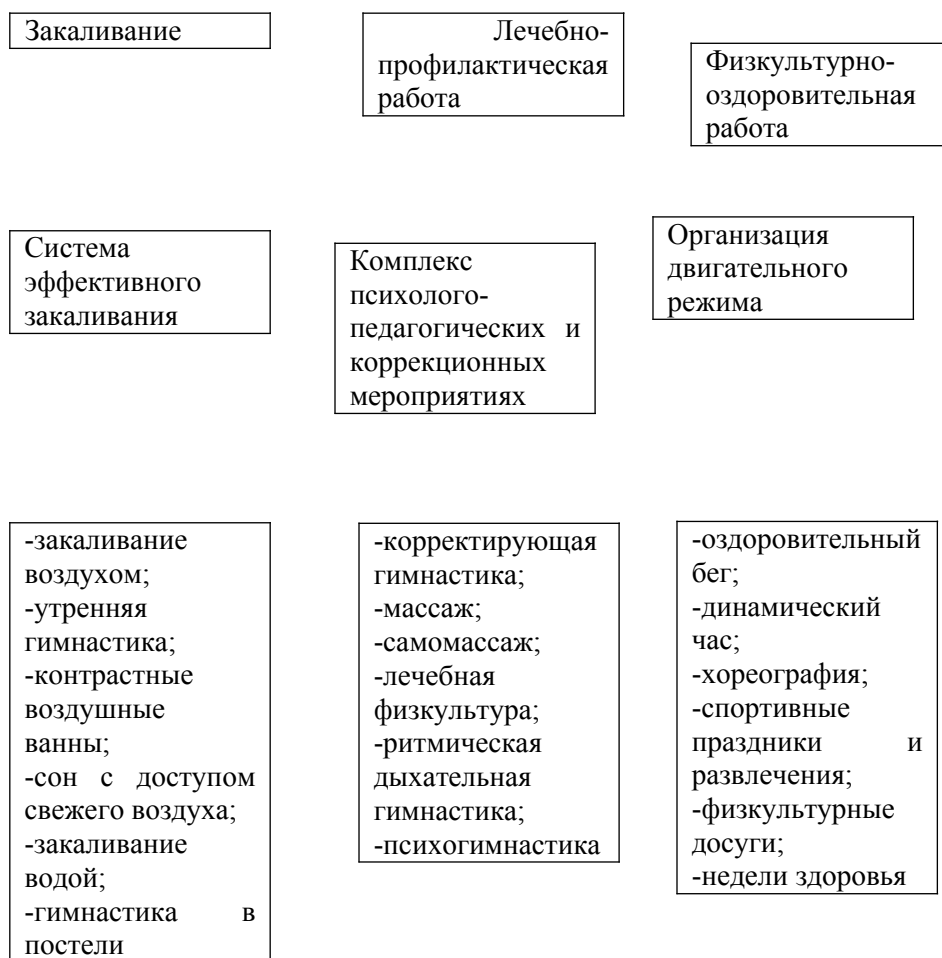 Закаливание
Лечебно-
профилактическая
работа
Физкультурно-
оздоровительная
работа
Система
эффективного
закаливания
Комплекс
психолого-
педагогических и
коррекционных
мероприятиях
Организация
двигательного
режима
-закаливание
воздухом;
-утренняя
гимнастика;
-контрастные
воздушные
ванны;
-сон с доступом
свежего воздуха;
-закаливание
водой;
-гимнастика в
постели
-корректирующая
гимнастика;
-массаж;
-самомассаж;
-лечебная
физкультура;
-ритмическая
дыхательная
гимнастика;
-психогимнастика
-оздоровительный
бег;
-динамический
час;
-хореография;
-спортивные
праздники и
развлечения;
-физкультурные
досуги;
-недели здоровья